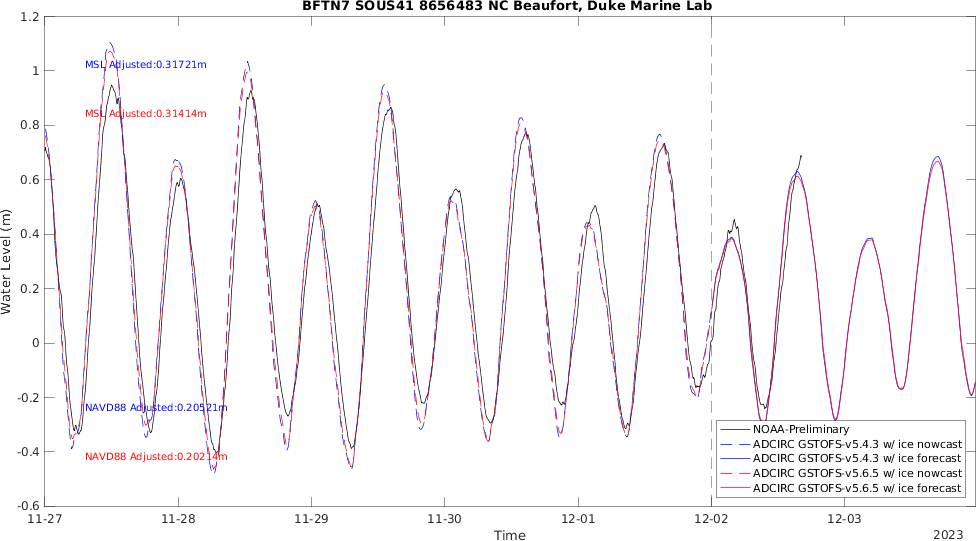 BFTN7 SOUS41 8656483 NC Beaufort, Duke Marine Lab
1.2
1
0.8
0.6
0.4
0.2
0
-0.2
-0.4
-0.6
Water Level (m)
MSL Adjusted:0.31721m
MSL Adjusted:0.31414m
NAVD88 Adjusted:0.20521m
NAVD88 Adjusted:0.20214m
NOAA-Preliminary
ADCIRC GSTOFS-v5.4.3 w/ ice nowcast
ADCIRC GSTOFS-v5.4.3 w/ ice forecast
ADCIRC GSTOFS-v5.6.5 w/ ice nowcast
ADCIRC GSTOFS-v5.6.5 w/ ice forecast
11-27 11-28 11-29 11-30 12-01 12-02 12-03
Time
2023